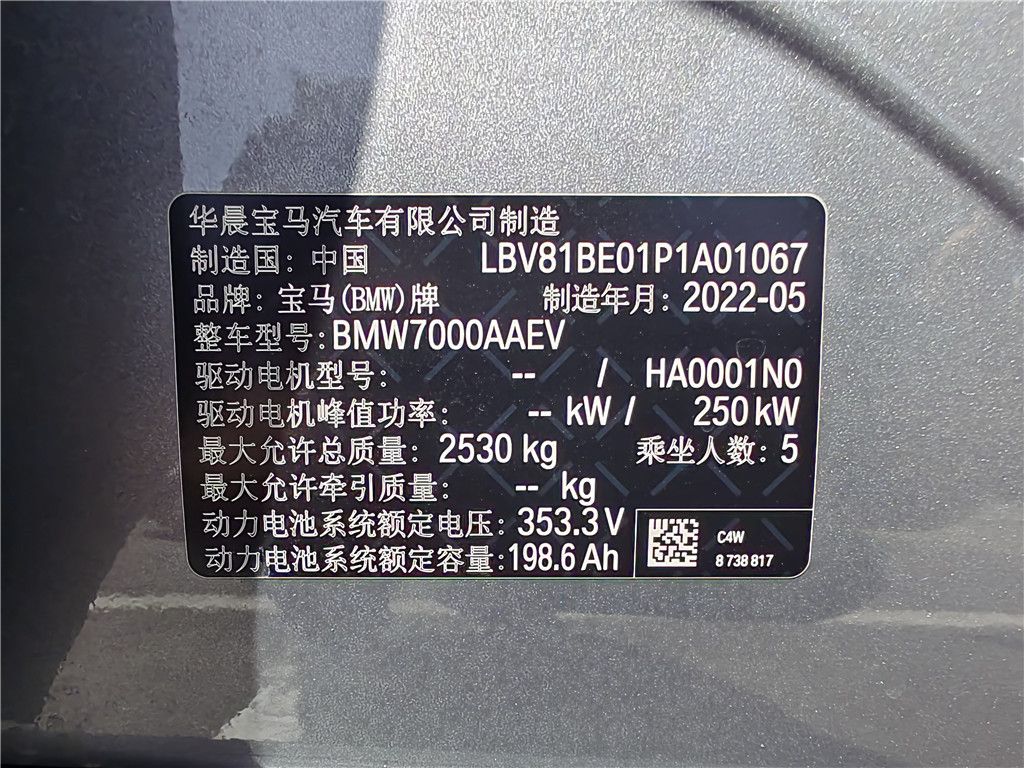 华晨宝马汽车有限公司制造
制造国：中国 LBV81BE01P1A01067
品牌：宝马(BMW)牌 制造年月：2022-05
整车型号:BMW7000AAEV
驱动电机型号: -- / HA0001N0
驱动电机峰值功率: -- kW / 250 kW
最大允许总质量: 2530 kg 乘坐人数: 5
最大允许牵引质量: -- kg
动力电池系统额定电压: 353.3 V
动力电池系统额定容量:198.6 Ah
C4W
8 738 817